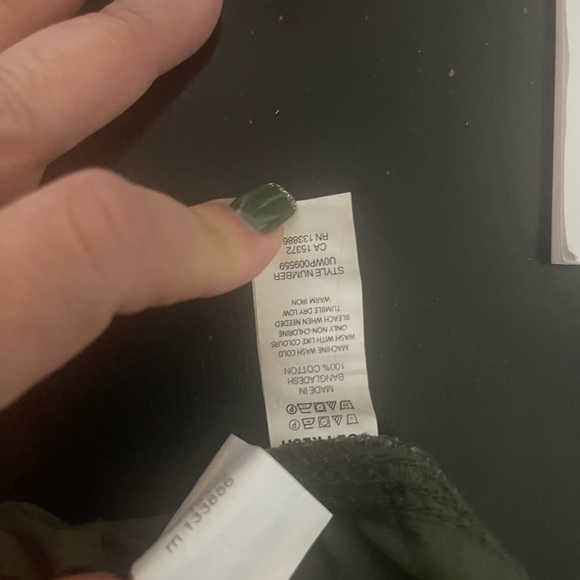 MADE IN
BANGLADESH
100% COTTON
MACHINE WASH COLD
WASH WITH LIKE COLOURS
ONLY NON-CHLORINE
BLEACH WHEN NEEDED
TUMBLE DRY LOW
WARM IRON
STYLE NUMBER
U0WP009559
CA 15372
RN 133886
133886